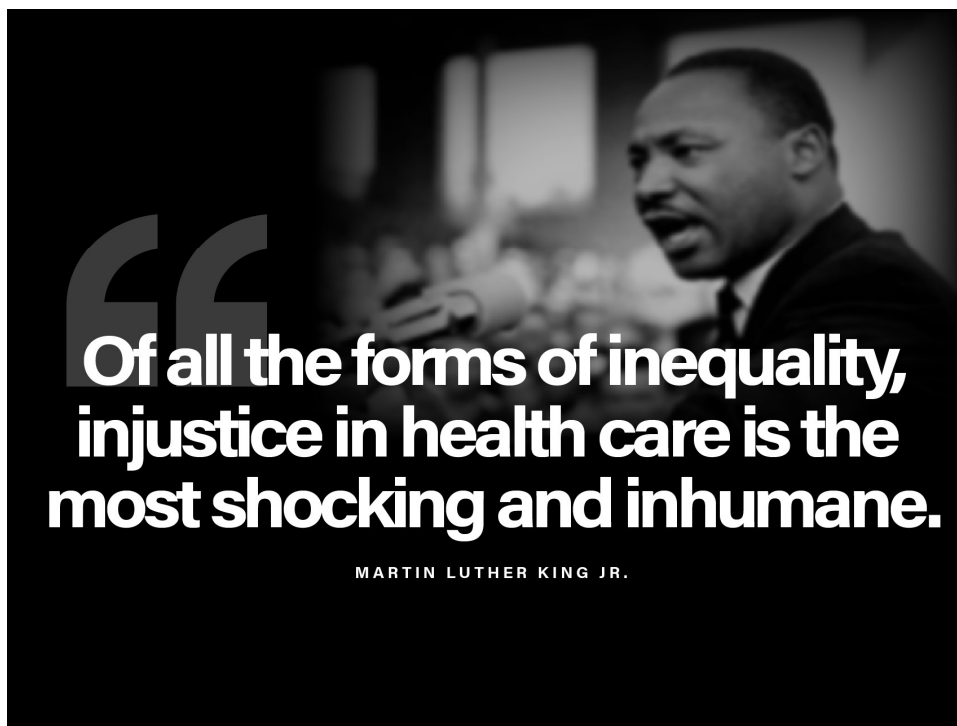 “
Of all the forms of inequality,
injustice in health care is the
most shocking and inhumane.
MARTIN LUTHER KING JR.